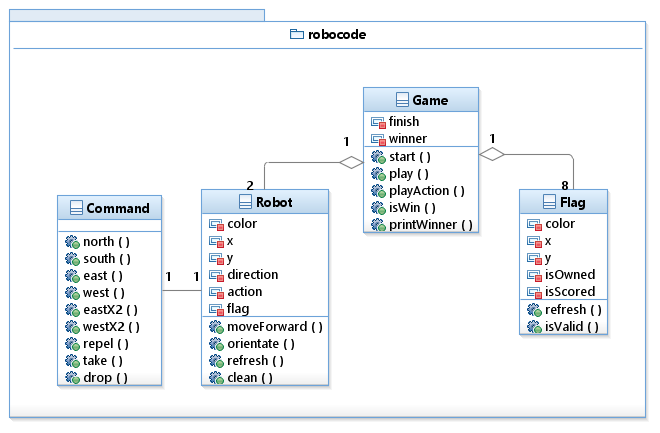 robocode
Game
finish
winner
start ( )
play ( )
playAction ( )
isWin ( )
printWinner ( )
1
1
2
8
Command
north ( )
south ( )
east ( )
west ( )
eastX2 ( )
westX2 ( )
repel ( )
take ( )
drop ( )
1
1
Robot
color
x
y
direction
action
flag
moveForward ( )
orientate ( )
refresh ( )
clean ( )
Flag
color
x
y
isOwned
isScored
refresh ( )
isValid ( )